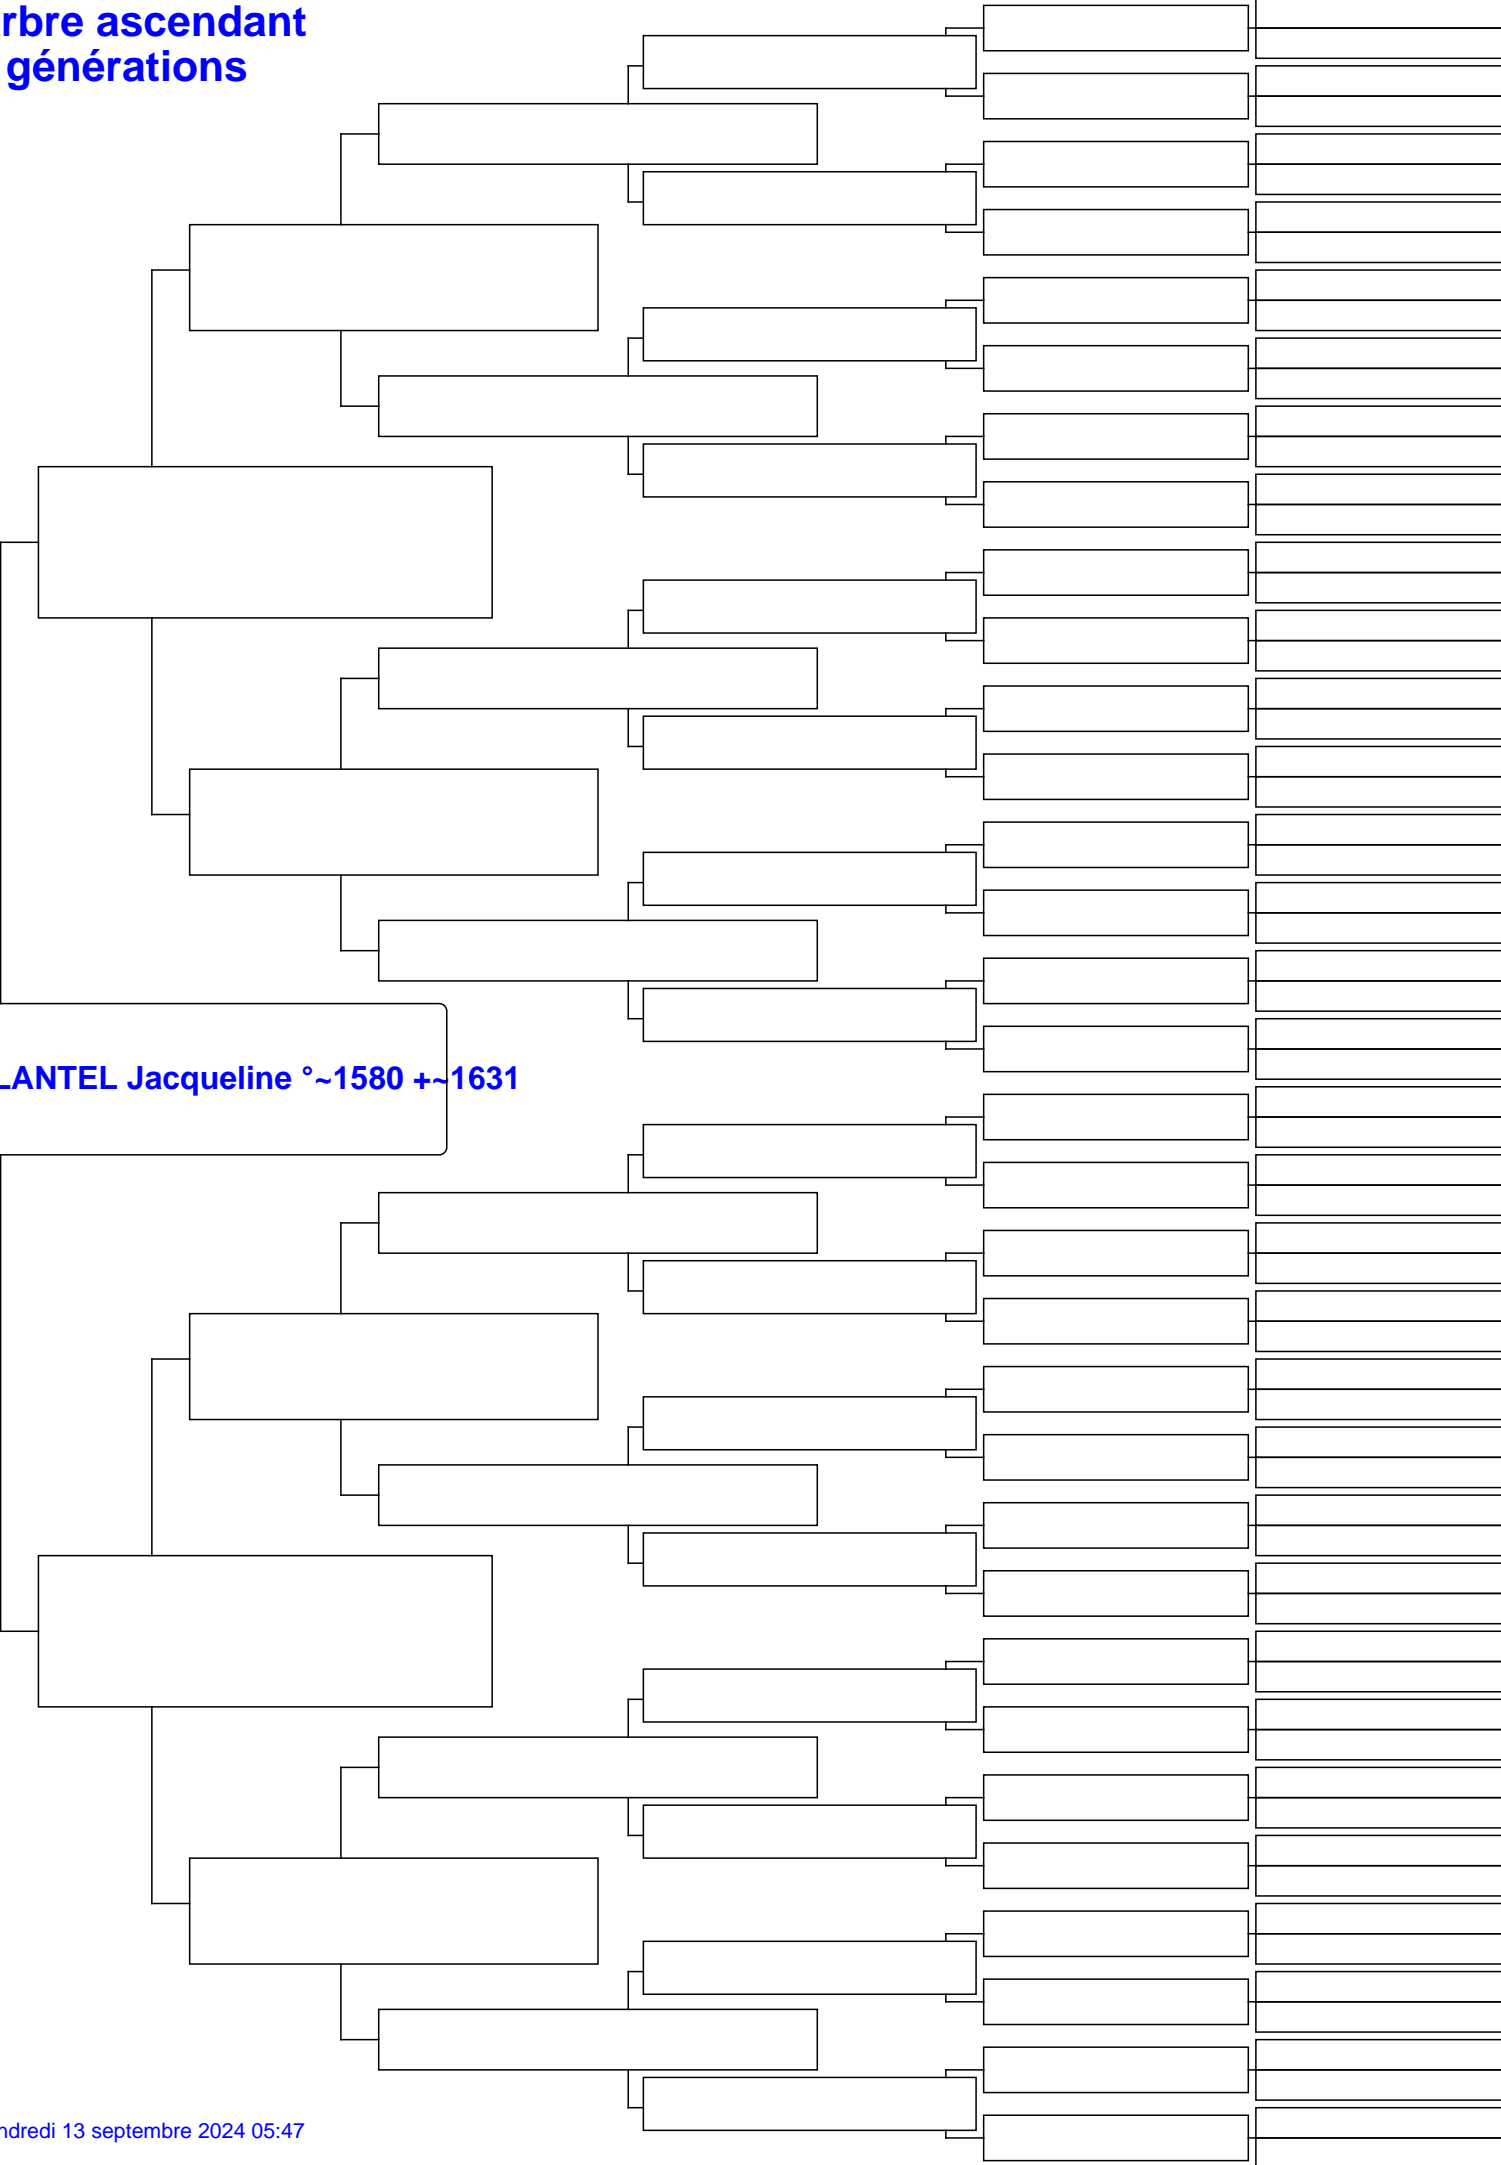 rbre ascendant
générations
LANTEL Jacqueline °~1580 +~1631
ndredi 13 septembre 2024 05:47